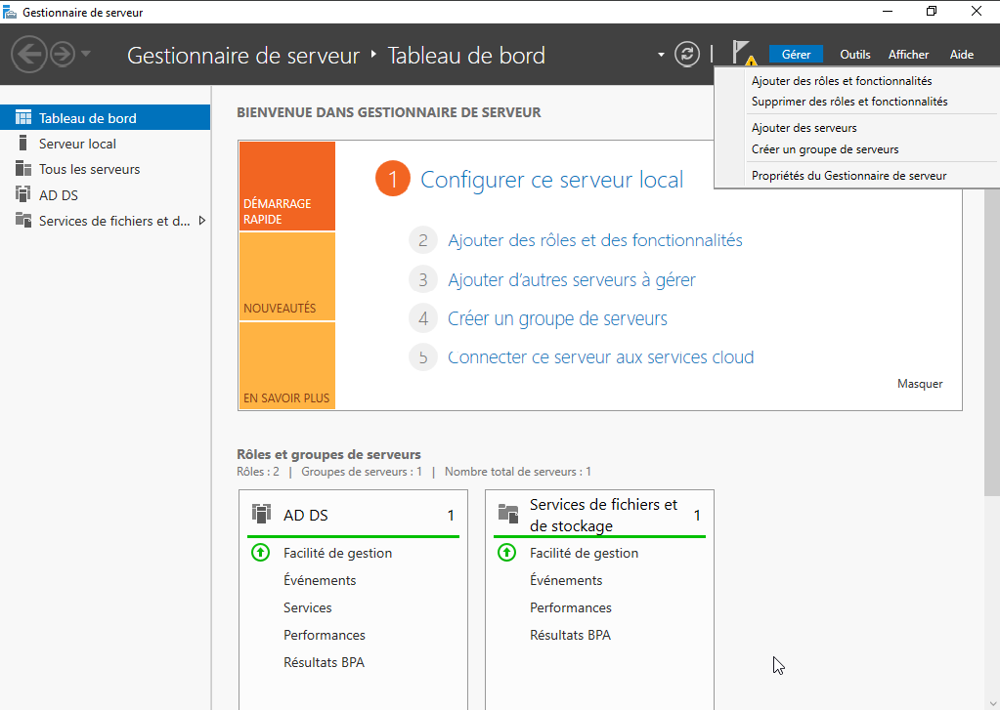 Gestionnaire de serveur
Gestionnaire de serveur ‣ Tableau de bord
Gérer Outils Afficher Aide
Ajouter des rôles et fonctionnalités
Supprimer des rôles et fonctionnalités
Ajouter des serveurs
Créer un groupe de serveurs
Propriétés du Gestionnaire de serveur
Tableau de bord
Serveur local
Tous les serveurs
AD DS
Services de fichiers et d...
BIENVENUE DANS GESTIONNAIRE DE SERVEUR
DÉMARRAGE
RAPIDE
NOUVEAUTÉS
EN SAVOIR PLUS
1 Configurer ce serveur local
2 Ajouter des rôles et des fonctionnalités
3 Ajouter d’autres serveurs à gérer
4 Créer un groupe de serveurs
5 Connecter ce serveur aux services cloud
Masquer
Rôles et groupes de serveurs
Rôles : 2 | Groupes de serveurs : 1 | Nombre total de serveurs : 1
AD DS 1
Facilité de gestion
Événements
Services
Performances
Résultats BPA
Services de fichiers et
de stockage 1
Facilité de gestion
Événements
Performances
Résultats BPA